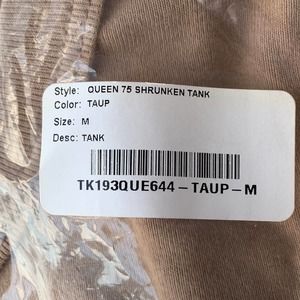 Style: QUEEN 75 SHRUNKEN TANK
Color: TAUP
Size: M
Desc: TANK
TK193QUE644-TAUP-M